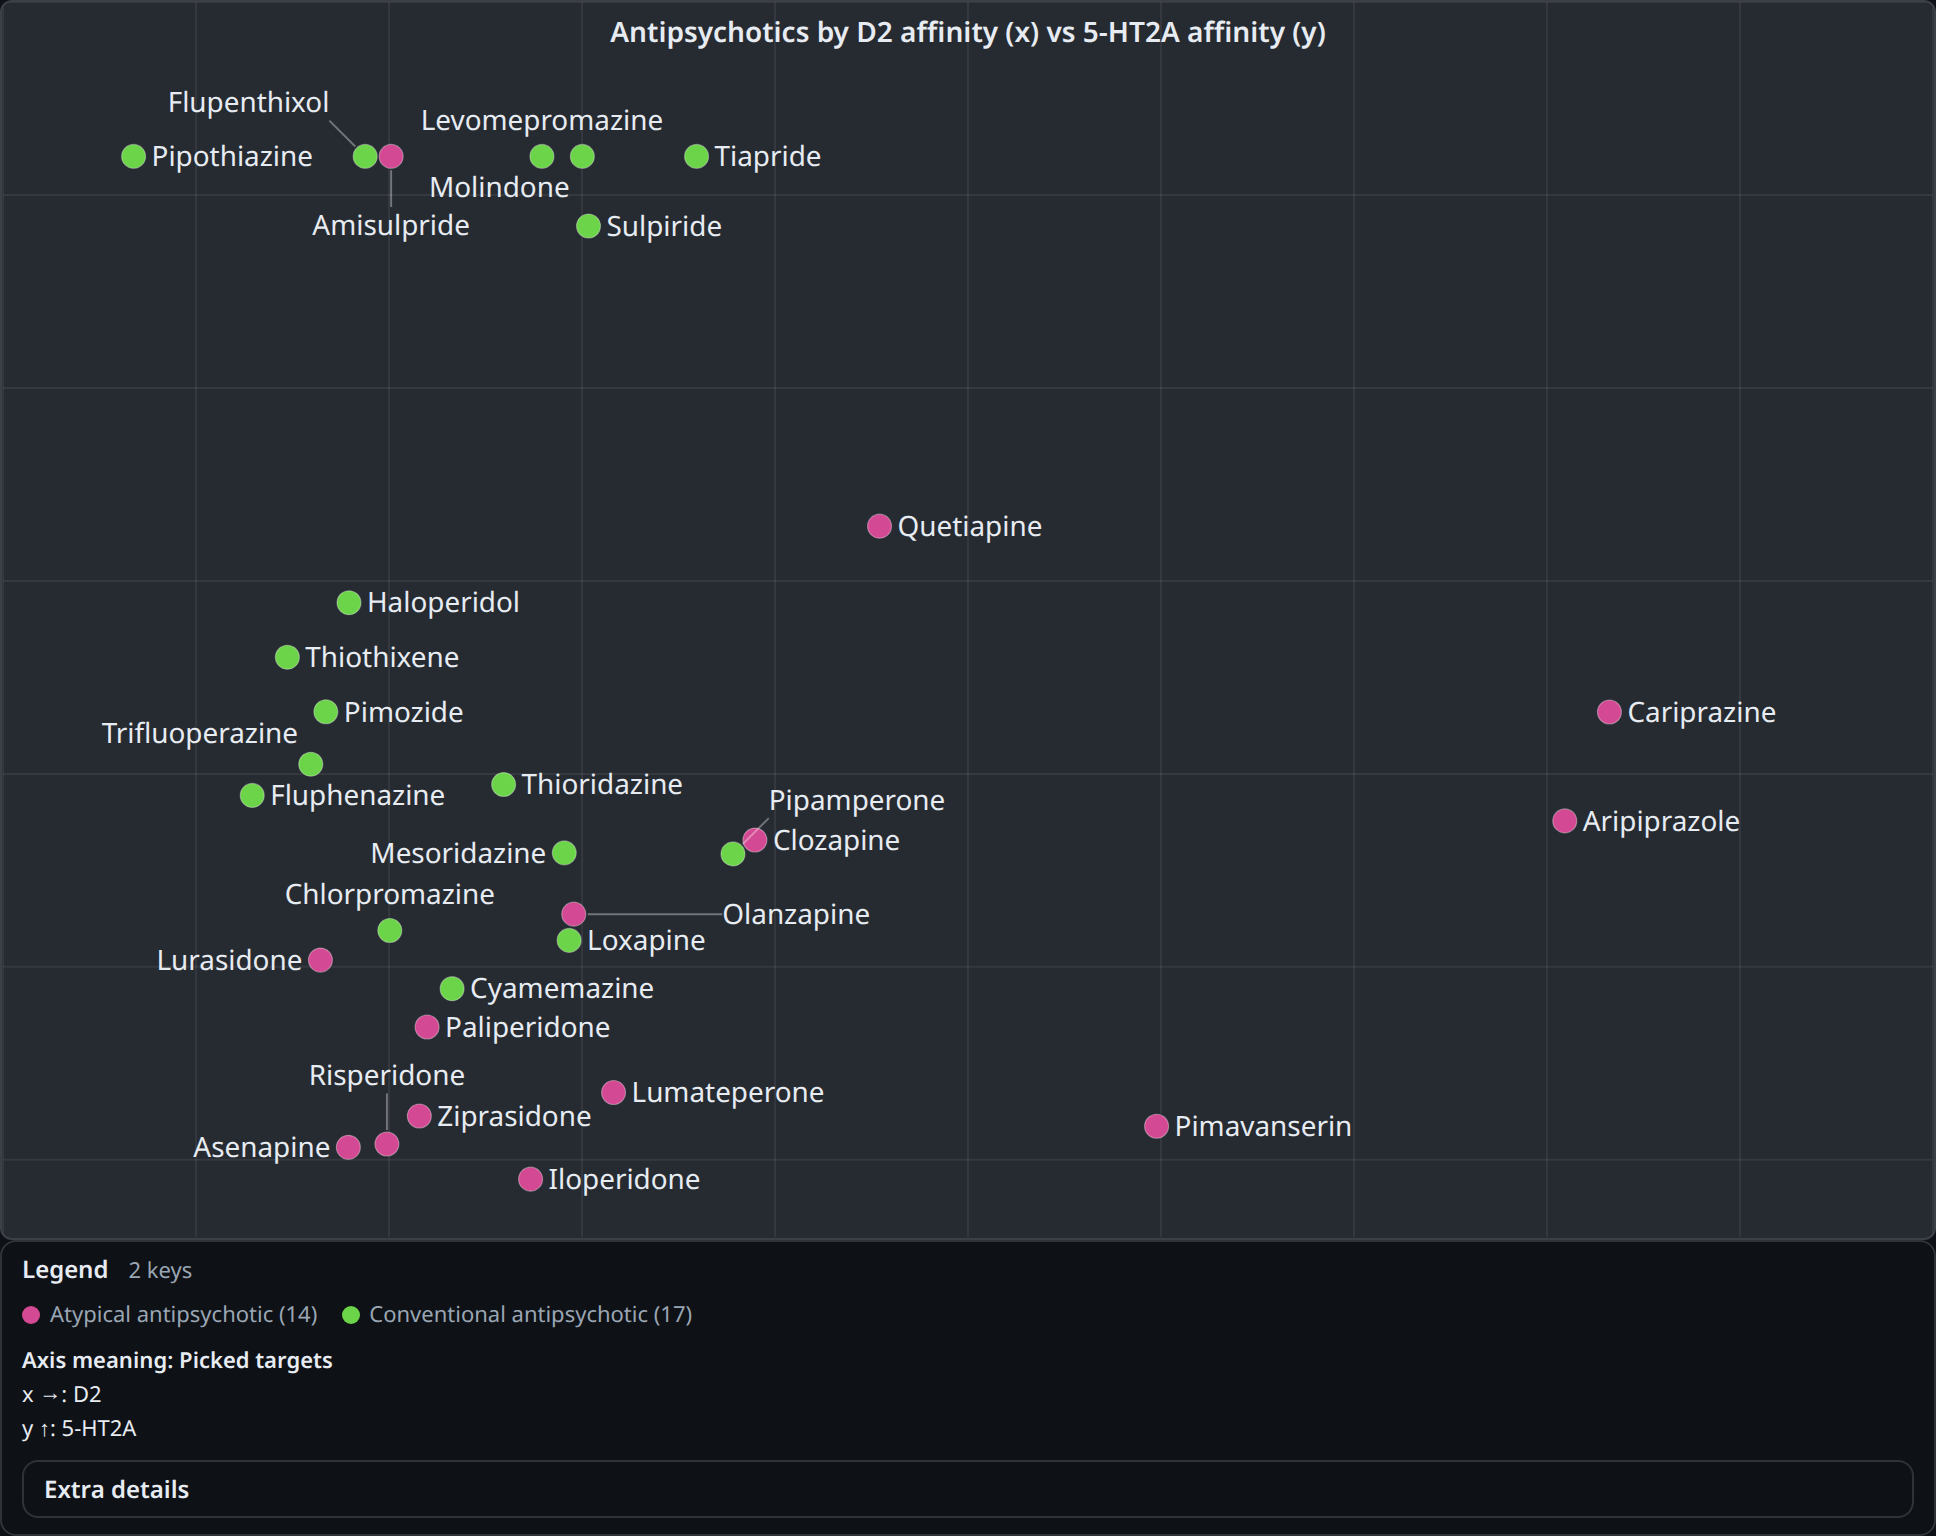 Antipsychotics by D2 affinity (x) vs 5-HT2A affinity (y)
Flupenthixol
Levomepromazine
Pipothiazine
Tiapride
Molindone
Amisulpride
Sulpiride
Quetiapine
Haloperidol
Thiothixene
Pimozide
Cariprazine
Trifluoperazine
Thioridazine
Fluphenazine
Pipamperone
Aripiprazole
Clozapine
Mesoridazine
Chlorpromazine
Olanzapine
Loxapine
Lurasidone
Cyamemazine
Paliperidone
Risperidone
Lumateperone
Ziprasidone
Pimavanserin
Asenapine
Iloperidone
Legend 2 keys
Atypical antipsychotic (14) Conventional antipsychotic (17)
Axis meaning: Picked targets
x →: D2
y ↑: 5-HT2A
Extra details